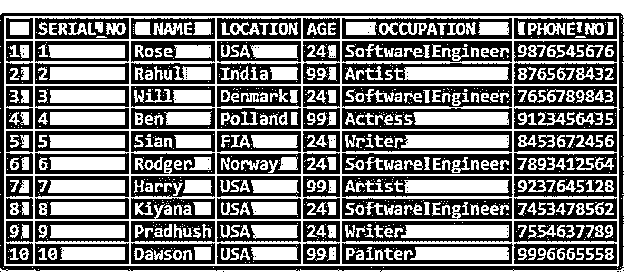 SERIAL_NO NAME LOCATION AGE OCCUPATION PHONE_NO
1 1 Rose USA 24 Software Engineer 9876545676
2 2 Rahul India 99 Artist 8765678432
3 3 Will Denmark 24 Software Engineer 7656789843
4 4 Ben Polland 99 Actress 9123456435
5 5 Sian FIA 24 Writer 8453672456
6 6 Rodger Norway 24 Software Engineer 7893412564
7 7 Harry USA 99 Artist 9237645128
8 8 Kiyana USA 24 Software Engineer 7453478562
9 9 Pradhush USA 24 Writer 7554637789
10 10 Dawson USA 99 Painter 9996665558